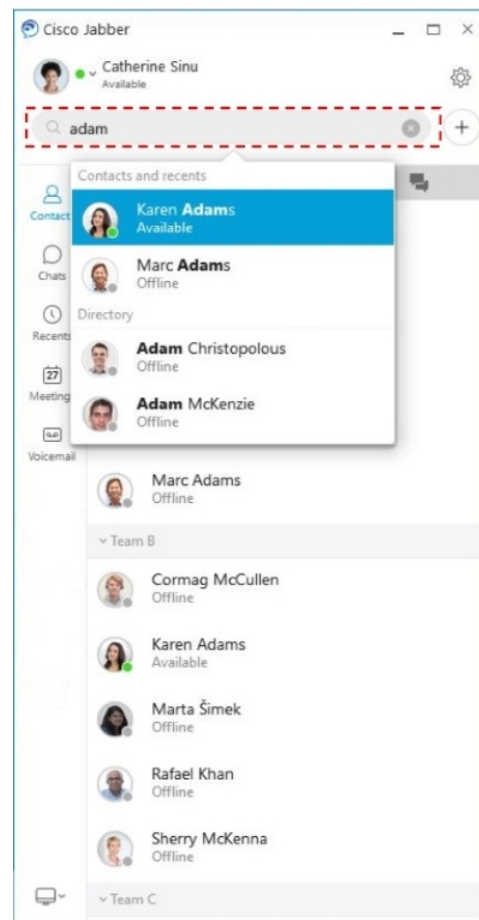 Cisco Jabber
Catherine Sinu
Available
adam
Contacts and recents
Karen Adams
Available
Marc Adams
Offline
Directory
Adam Christopolous
Offline
Adam McKenzie
Offline
Contact
Chats
Recents
27
Meeting
Voicemail
Marc Adams
Offline
Team B
Cormag McCullen
Offline
Karen Adams
Available
Marta Šimek
Offline
Rafael Khan
Offline
Sherry McKenna
Offline
Team C